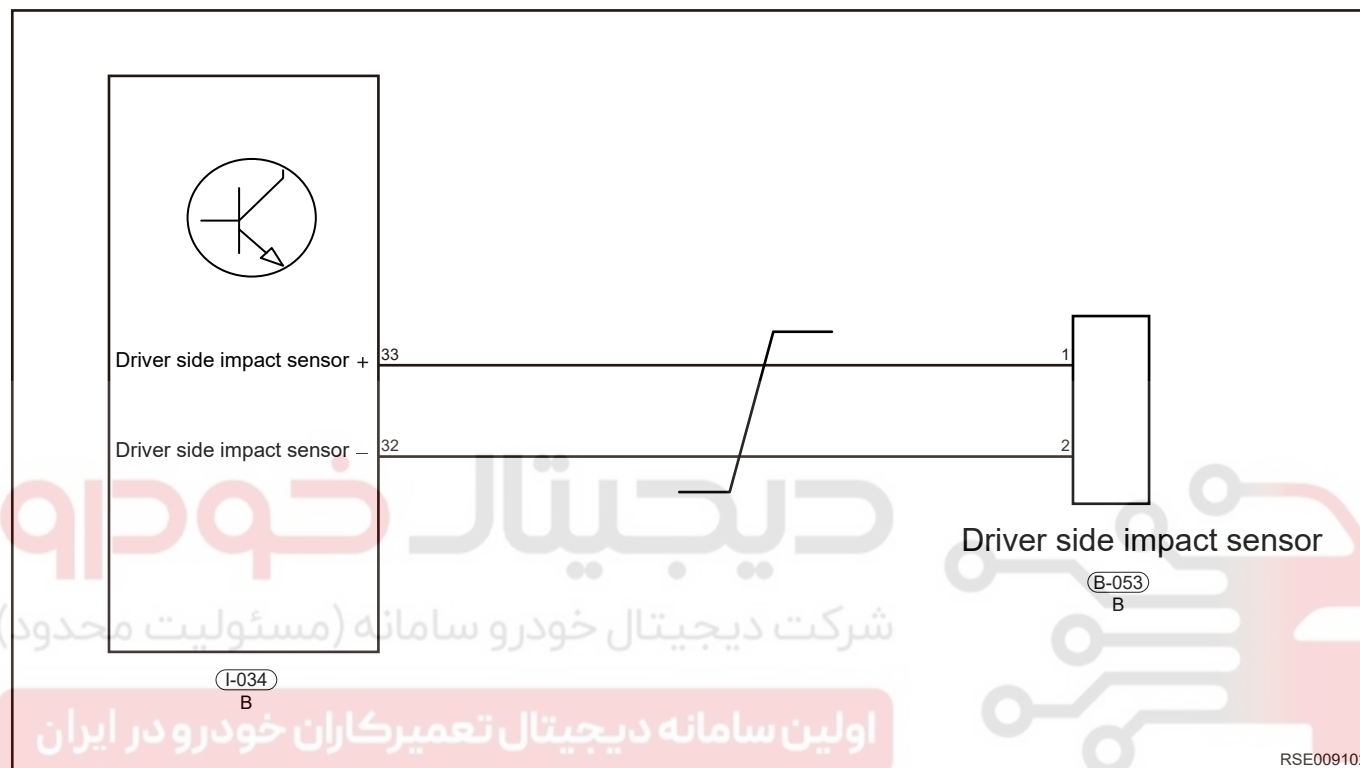 Driver side impact sensor +
33
1
Driver side impact sensor –
32
2
دیجیتال خودرو
Driver side impact sensor
B-053
B
شرکت دیجیتال خودرو سامانه (مسئولیت محدود)
I-034
B
اولین سامانه دیجیتال تعمیرکاران خودرو در ایران